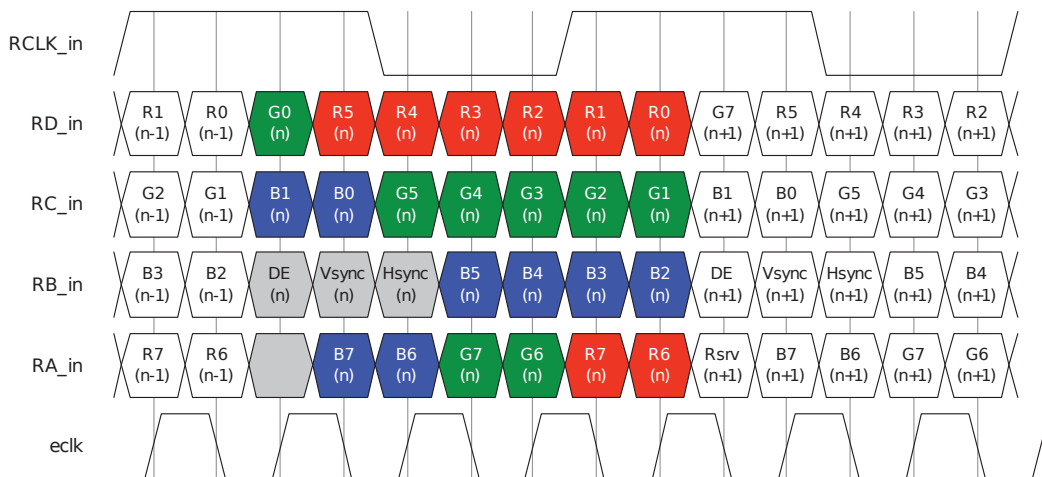 RCLK_in
RD_in R1 R0 G0 R5 R4 R3 R2 R1 R0 G7 R5 R4 R3 R2
(n-1) (n-1) (n) (n) (n) (n) (n) (n) (n) (n+1) (n+1) (n+1) (n+1) (n+1)
RC_in G2 G1 B1 B0 G5 G4 G3 G2 G1 B1 B0 G5 G4 G3
(n-1) (n-1) (n) (n) (n) (n) (n) (n) (n) (n+1) (n+1) (n+1) (n+1) (n+1)
RB_in B3 B2 DE Vsync Hsync B5 B4 B3 B2 DE Vsync Hsync B5 B4
(n-1) (n-1) (n) (n) (n) (n) (n) (n) (n) (n+1) (n+1) (n+1) (n+1) (n+1)
RA_in R7 R6 B7 B6 G7 G6 R7 R6 Rsrv B7 B6 G7 G6
(n-1) (n-1) (n) (n) (n) (n) (n) (n) (n+1) (n+1) (n+1) (n+1) (n+1)
eclk